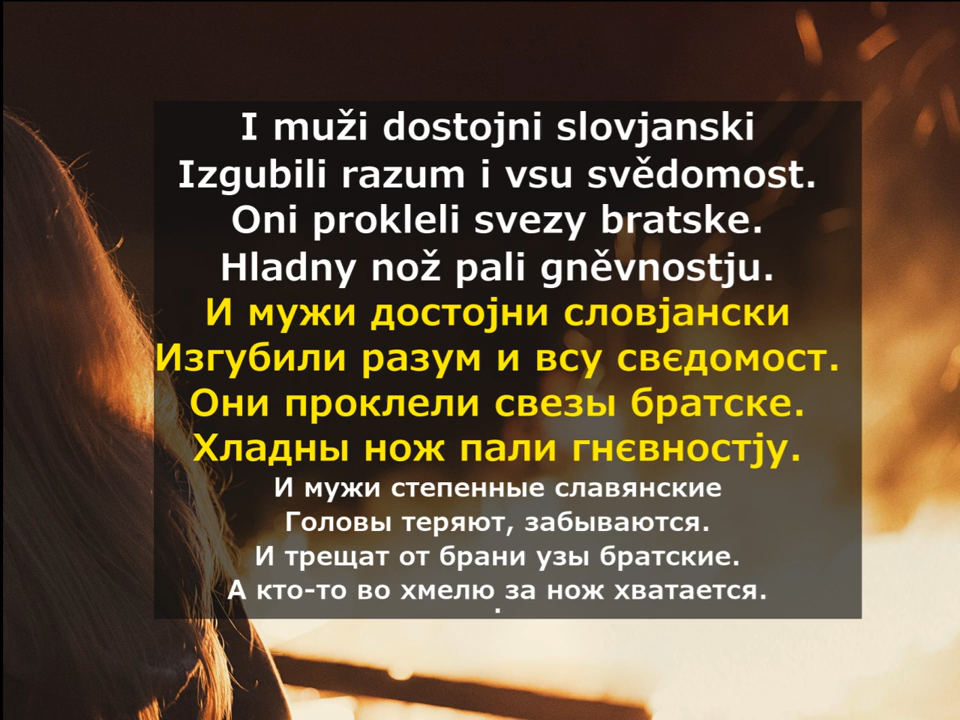 I muži dostojni slovjanski
Izgubili razum i vsu svědomost.
Oni prokleli svezy bratske.
Hladny nož pali gněvnostju.
И мужи достојни словјански
Изгубили разум и всу свєдомост.
Они проклели свезы братске.
Хладны нож пали гнєвностју.
И мужи степенные славянские
Головы теряют, забываются.
И трещат от брани узы братские.
А кто-то во хмелю за нож хватается.
.